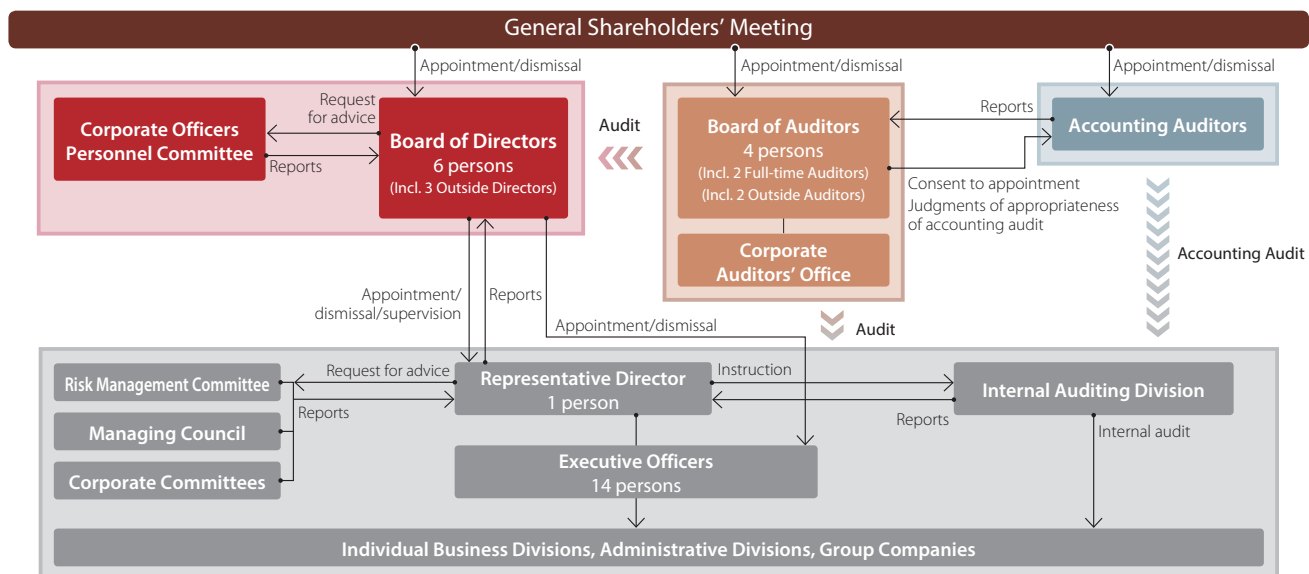 General Shareholders' Meeting
Appointment/dismissal
Appointment/dismissal
Appointment/dismissal
Corporate Officers
Personnel Committee
Request
for advice
Reports
Board of Directors
6 persons
(Incl. 3 Outside Directors)
Audit
Board of Auditors
4 persons
(Incl. 2 Full-time Auditors)
(Incl. 2 Outside Auditors)
Corporate
Auditors' Office
Reports
Accounting Auditors
Consent to appointment
Judgments of appropriateness
of accounting audit
Accounting Audit
Appointment/
dismissal/supervision
Reports
Appointment/dismissal
Audit
Risk Management Committee
Managing Council
Corporate Committees
Request for advice
Reports
Representative Director
1 person
Instruction
Reports
Internal Auditing Division
Internal audit
Executive Officers
14 persons
Individual Business Divisions, Administrative Divisions, Group Companies